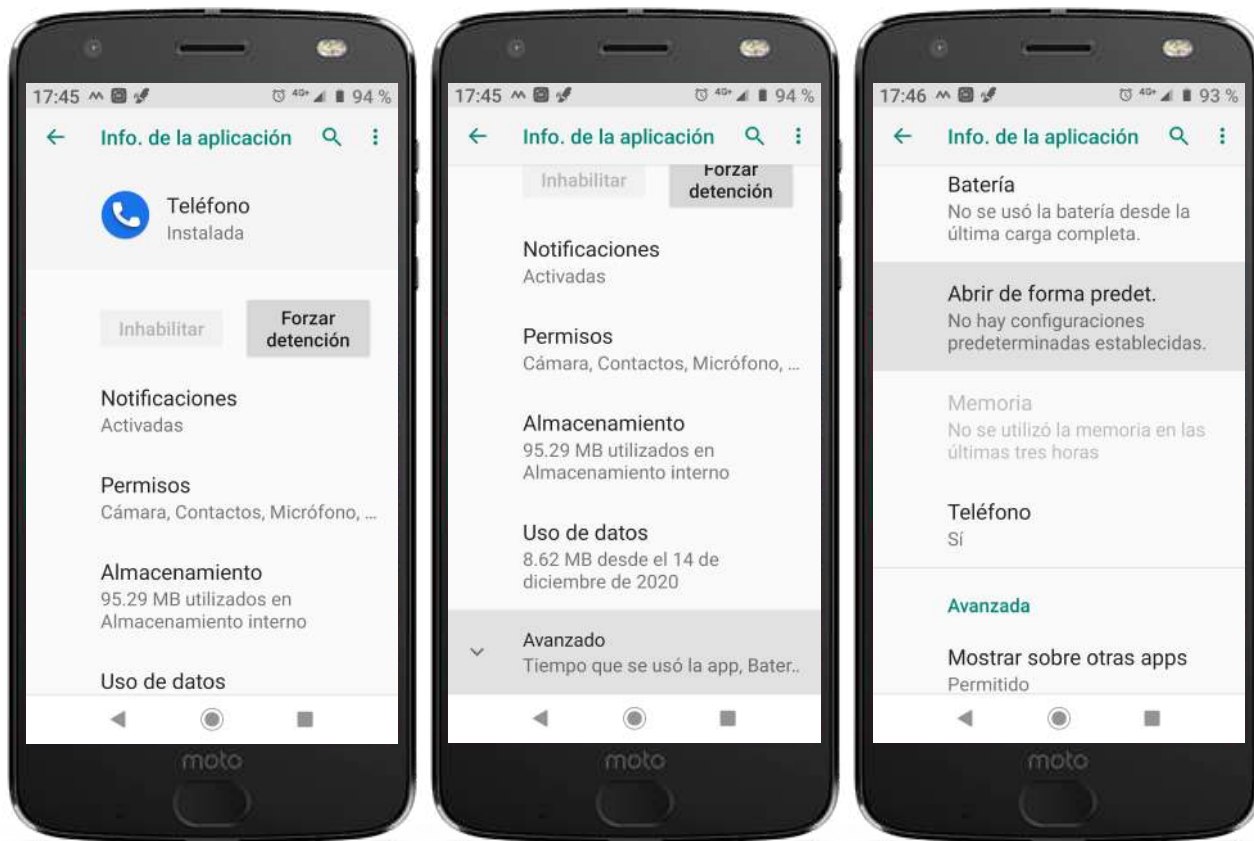 17:45 4G+ 94 %
Info. de la aplicación
Teléfono
Instalada
Inhabilitar
Forzar
detención
Notificaciones
Activadas
Permisos
Cámara, Contactos, Micrófono, ...
Almacenamiento
95.29 MB utilizados en
Almacenamiento interno
Uso de datos
moto
17:45 4G+ 94 %
Info. de la aplicación
Inhabilitar
Forzar
detención
Notificaciones
Activadas
Permisos
Cámara, Contactos, Micrófono, ...
Almacenamiento
95.29 MB utilizados en
Almacenamiento interno
Uso de datos
8.62 MB desde el 14 de
diciembre de 2020
Avanzado
Tiempo que se usó la app, Bater..
moto
17:46 4G+ 93 %
Info. de la aplicación
Batería
No se usó la batería desde la
última carga completa.
Abrir de forma predet.
No hay configuraciones
predeterminadas establecidas.
Memoria
No se utilizó la memoria en las
últimas tres horas
Teléfono
Sí
Avanzada
Mostrar sobre otras apps
Permitido
moto